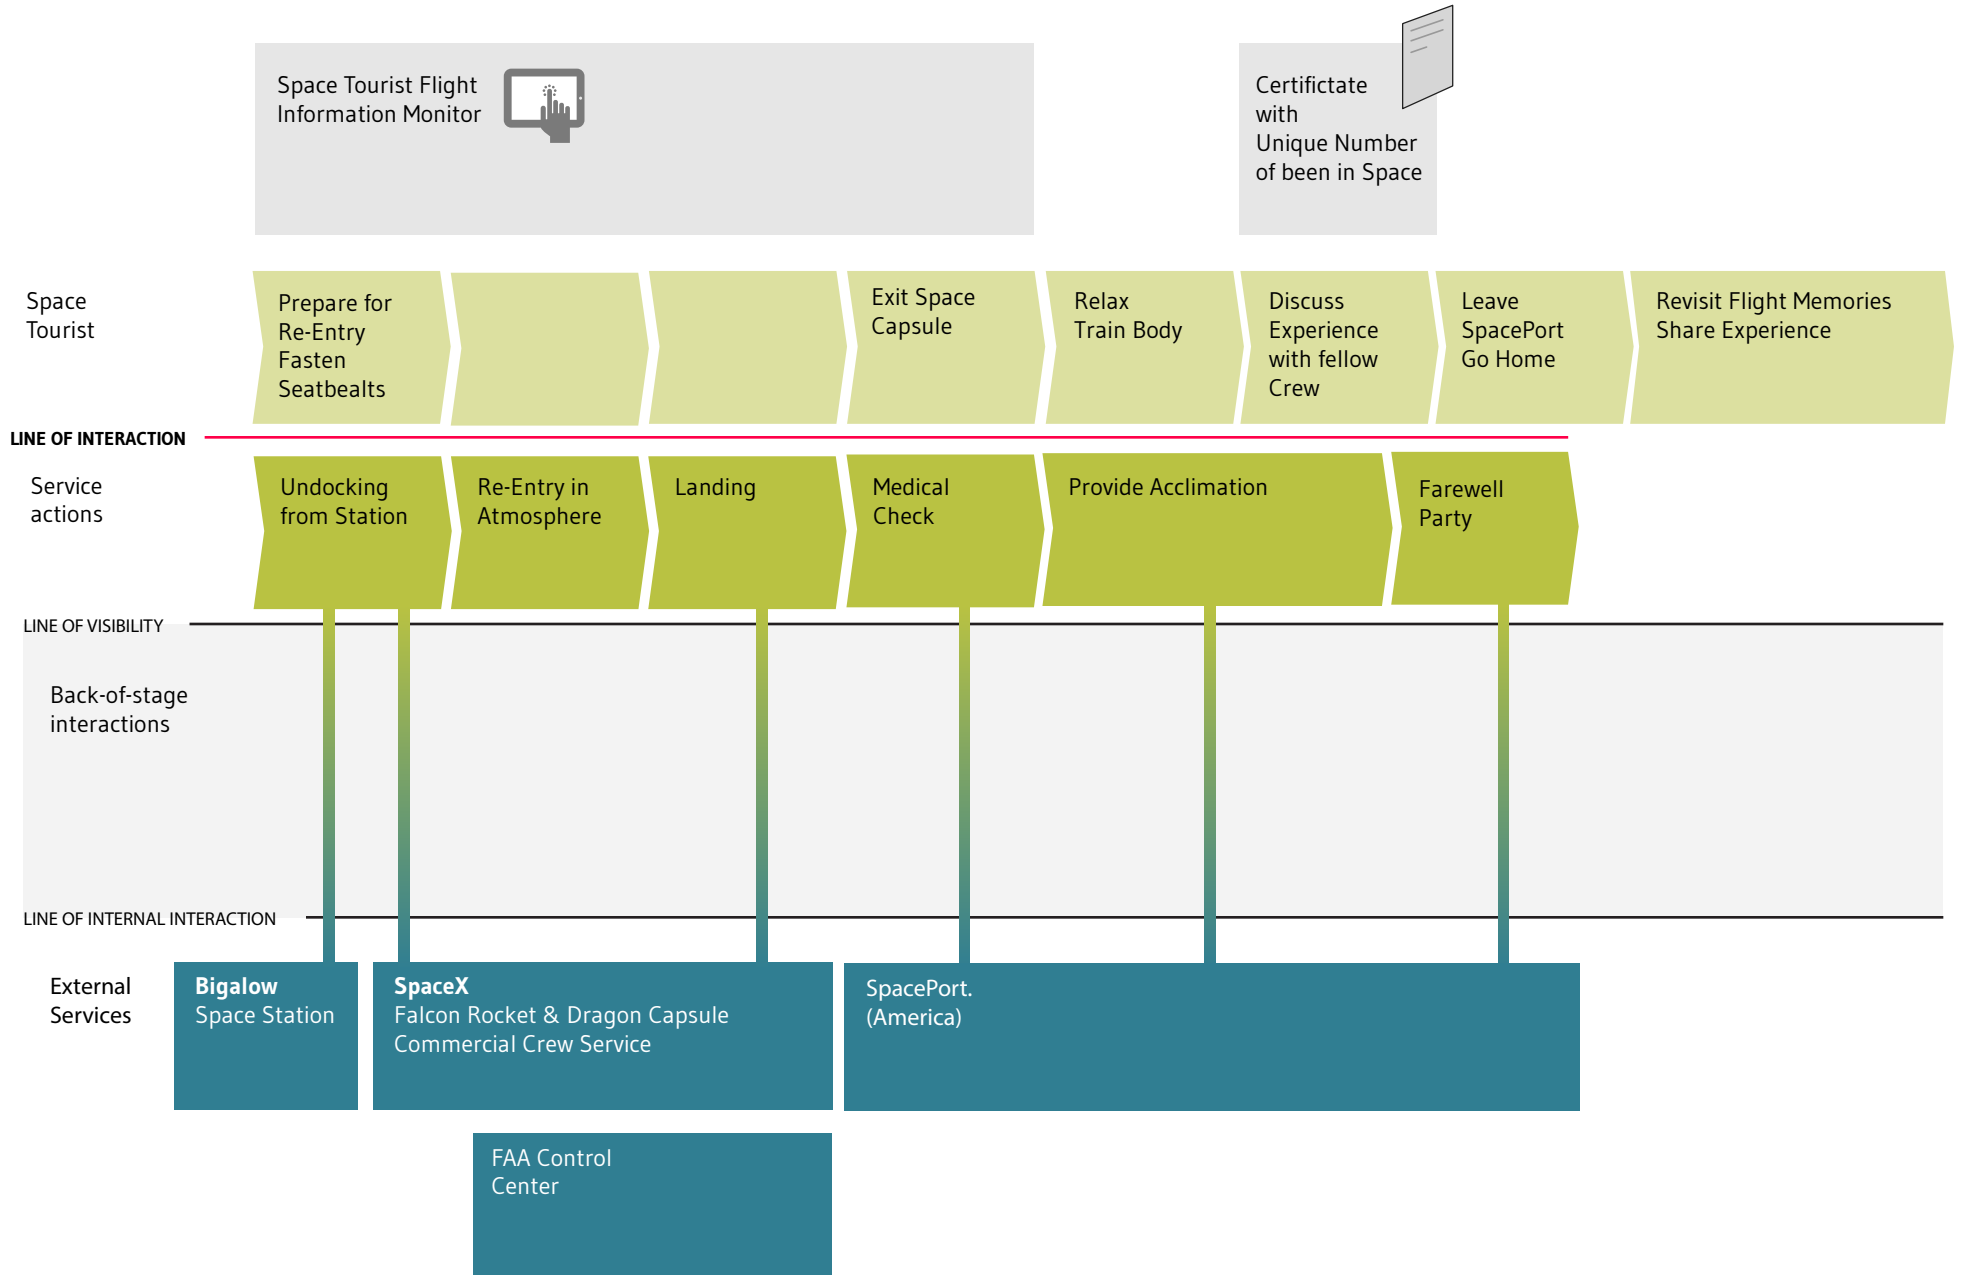 Space Tourist Flight
Information Monitor
Certifictate
with
Unique Number
of been in Space
Space
Tourist
Prepare for
Re-Entry
Fasten
Seatbealts
Exit Space
Capsule
Relax
Train Body
Discuss
Experience
with fellow
Crew
Leave
SpacePort
Go Home
Revisit Flight Memories
Share Experience
LINE OF INTERACTION
Service
actions
Undocking
from Station
Re-Entry in
Atmosphere
Landing
Medical
Check
Provide Acclimation
Farewell
Party
LINE OF VISIBILITY
Back-of-stage
interactions
LINE OF INTERNAL INTERACTION
External
Services
Bigalow
Space Station
SpaceX
Falcon Rocket & Dragon Capsule
Commercial Crew Service
SpacePort.
(America)
FAA Control
Center